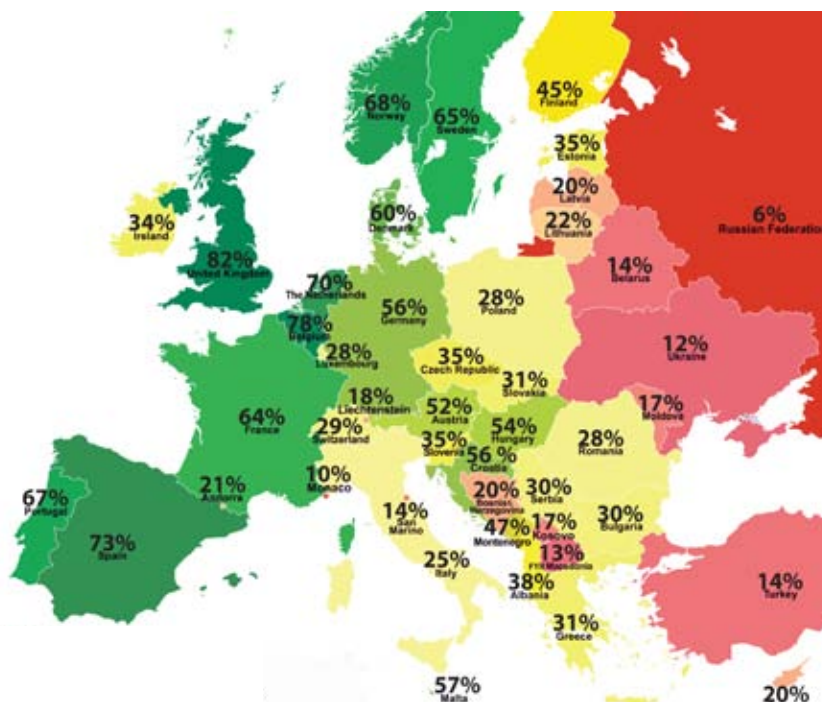 68%
Norway
65%
Sweden
45%
Finland
35%
Estonia
20%
Latvia
22%
Lithuania
6%
Russian Federation
34%
Ireland
82%
United Kingdom
60%
Denmark
14%
Belarus
70%
The Netherlands
78%
Belgium
56%
Germany
28%
Poland
28%
Luxembourg
35%
Czech Republic
31%
Slovakia
12%
Ukraine
18%
Liechtenstein
52%
Austria
54%
Hungary
17%
Moldova
64%
France
29%
Switzerland
35%
Slovenia
56 %
Croatia
28%
Romania
21%
Andorra
10%
Monaco
20%
Bosnia-
Herzegovina
30%
Serbia
30%
Bulgaria
67%
Portugal
73%
Spain
14%
San
Marino
47%
Montenegro
17%
Kosovo
13%
FYR Macedonia
25%
Italy
38%
Albania
31%
Greece
14%
Turkey
57%
Malta
20%